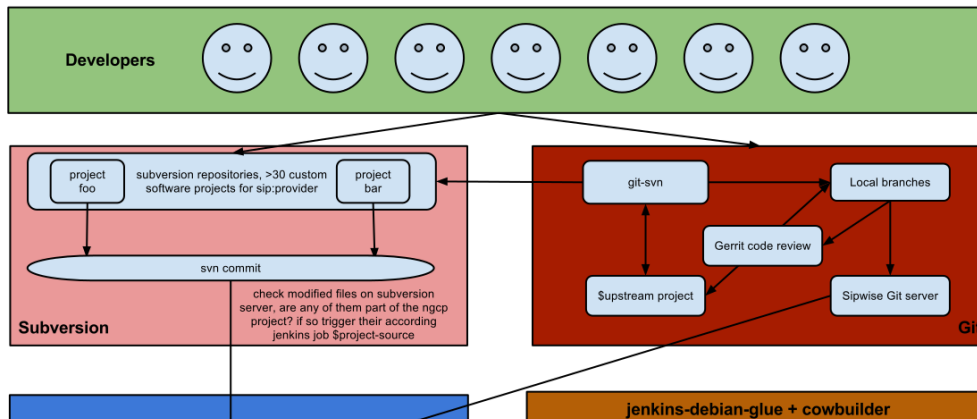 Developers
project
foo
subversion repositories, >30 custom
software projects for sip:provider
project
bar
svn commit
check modified files on subversion
server, are any of them part of the ngcp
project? if so trigger their according
jenkins job $project-source
Subversion
git-svn
Local branches
Gerrit code review
$upstream project
Sipwise Git server
Git
jenkins-debian-glue + cowbuilder